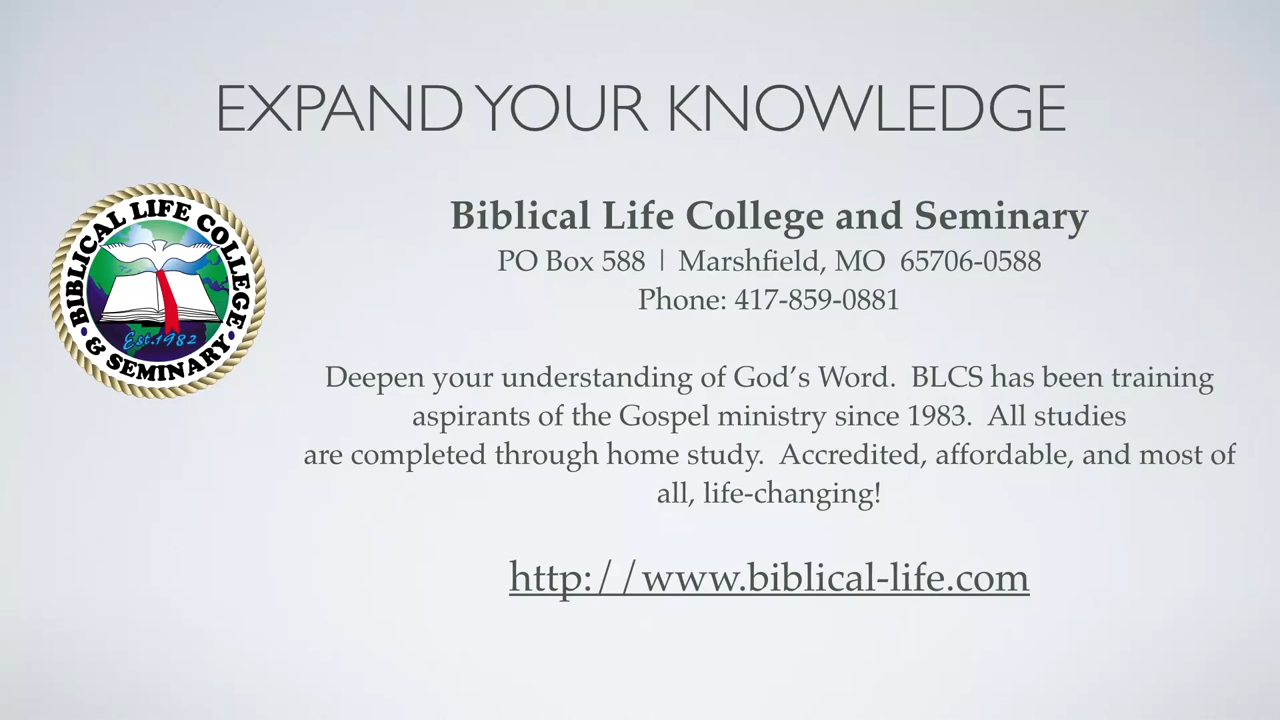 EXPAND YOUR KNOWLEDGE
BIBLICAL LIFE COLLEGE
& SEMINARY
Est.1982
Biblical Life College and Seminary
PO Box 588 | Marshfield, MO 65706-0588
Phone: 417-859-0881
Deepen your understanding of God’s Word. BLCS has been training
aspirants of the Gospel ministry since 1983. All studies
are completed through home study. Accredited, affordable, and most of
all, life-changing!
http://www.biblical-life.com